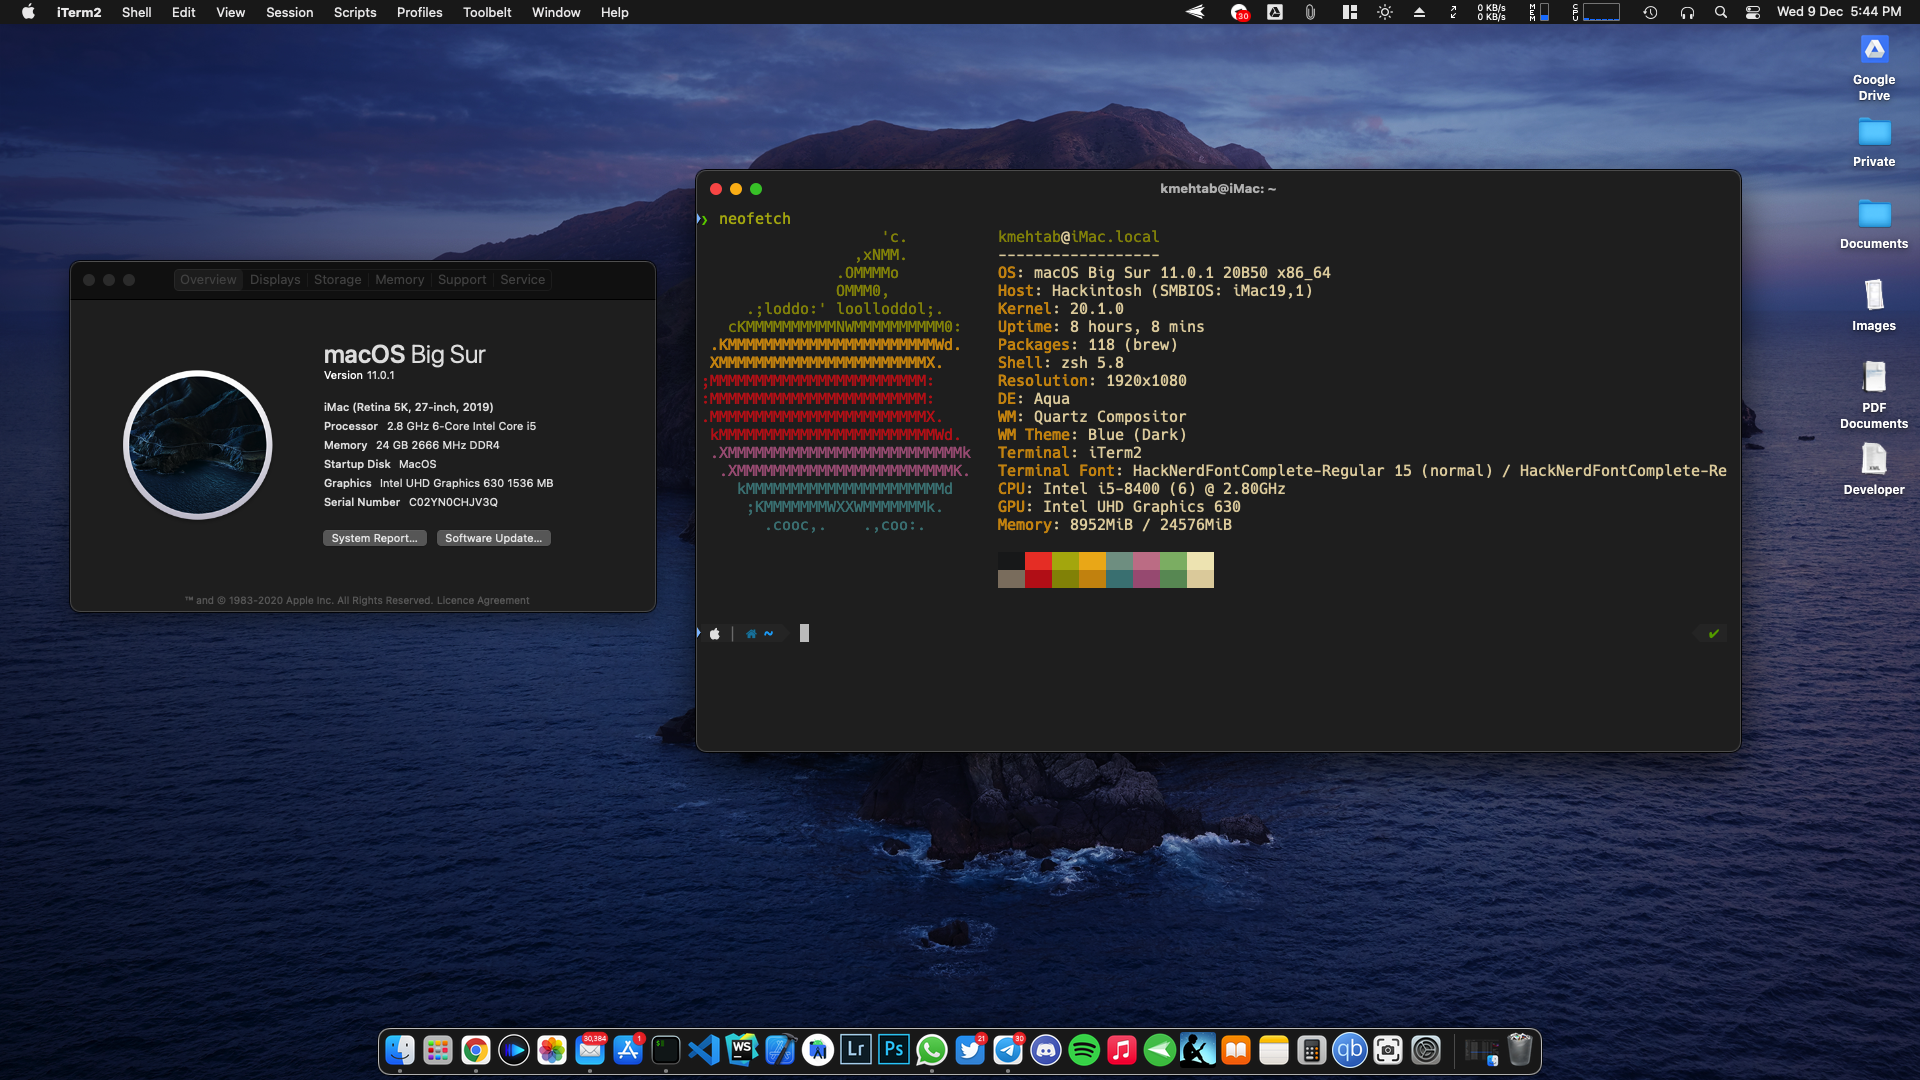 iTerm2 Shell Edit View Session Scripts Profiles Toolbelt Window Help
30
0 KB/s
0 KB/s
MEM
CPU
Wed 9 Dec 5:44 PM
Google
Drive
Private
Documents
Images
PDF
Documents
Developer
Overview Displays Storage Memory Support Service
macOS Big Sur
Version 11.0.1
iMac (Retina 5K, 27-inch, 2019)
Processor 2.8 GHz 6-Core Intel Core i5
Memory 24 GB 2666 MHz DDR4
Startup Disk MacOS
Graphics Intel UHD Graphics 630 1536 MB
Serial Number C02YN0CHJV3Q
System Report...
Software Update...
™ and © 1983-2020 Apple Inc. All Rights Reserved. Licence Agreement
kmehtab@iMac: ~
❯ neofetch
'c.
,xNMM.
.OMMMMo
OMMM0,
.;loddo:' loolloddol;.
cKMMMMMMMMMMNWMMMMMMMMMM0:
.KMMMMMMMMMMMMMMMMMMMMMMMWd.
XMMMMMMMMMMMMMMMMMMMMMMMX.
;MMMMMMMMMMMMMMMMMMMMMMMM:
:MMMMMMMMMMMMMMMMMMMMMMMM:
.MMMMMMMMMMMMMMMMMMMMMMMMX.
kMMMMMMMMMMMMMMMMMMMMMMMMWd.
.XMMMMMMMMMMMMMMMMMMMMMMMMMMk
.XMMMMMMMMMMMMMMMMMMMMMMMMK.
kMMMMMMMMMMMMMMMMMMMMMMd
;KMMMMMMMWXXWMMMMMMMk.
.cooc,. .,coo:.
kmehtab@iMac.local
------------------
OS: macOS Big Sur 11.0.1 20B50 x86_64
Host: Hackintosh (SMBIOS: iMac19,1)
Kernel: 20.1.0
Uptime: 8 hours, 8 mins
Packages: 118 (brew)
Shell: zsh 5.8
Resolution: 1920x1080
DE: Aqua
WM: Quartz Compositor
WM Theme: Blue (Dark)
Terminal: iTerm2
Terminal Font: HackNerdFontComplete-Regular 15 (normal) / HackNerdFontComplete-Re
CPU: Intel i5-8400 (6) @ 2.80GHz
GPU: Intel UHD Graphics 630
Memory: 8952MiB / 24576MiB
~
30,384
1
WS
Lr
Ps
21
30
qb